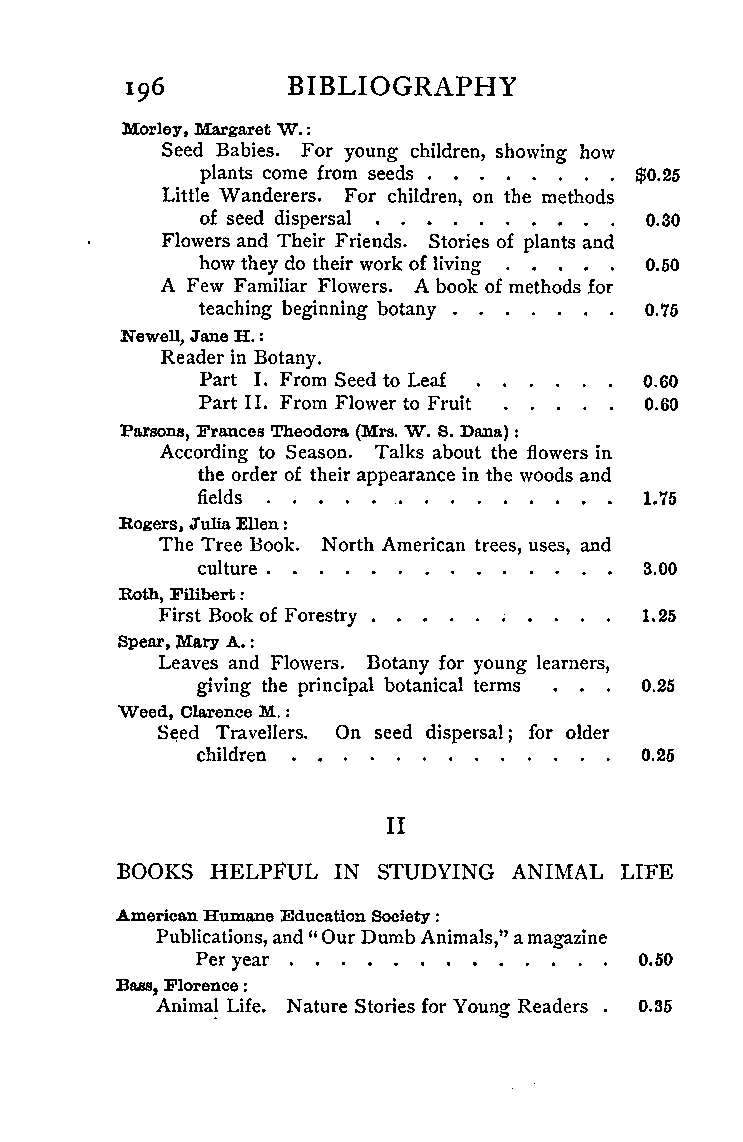 196 BIBLIOGRAPHY
Morley, Margaret W.:
Seed Babies. For young children, showing how
plants come from seeds . . . . . . . . $0.25
Little Wanderers. For children, on the methods
of seed dispersal . . . . . . . . . . 0.30
Flowers and Their Friends. Stories of plants and
how they do their work of living . . . . . 0.50
A Few Familiar Flowers. A book of methods for
teaching beginning botany . . . . . . . 0.75
Newell, Jane H.:
Reader in Botany.
Part I. From Seed to Leaf . . . . . . 0.60
Part II. From Flower to Fruit . . . . . 0.60
Parsons, Frances Theodora (Mrs. W. S. Dana):
According to Season. Talks about the flowers in
the order of their appearance in the woods and
fields . . . . . . . . . . . . . . 1.75
Rogers, Julia Ellen:
The Tree Book. North American trees, uses, and
culture . . . . . . . . . . . . . . 3.00
Roth, Filibert:
First Book of Forestry . . . . . . . . . . 1.25
Spear, Mary A.:
Leaves and Flowers. Botany for young learners,
giving the principal botanical terms . . . 0.25
Weed, Clarence M.:
Seed Travellers. On seed dispersal; for older
children . . . . . . . . . . . . . 0.25
II
BOOKS HELPFUL IN STUDYING ANIMAL LIFE
American Humane Education Society:
Publications, and "Our Dumb Animals," a magazine
Per year . . . . . . . . . . . . . 0.50
Bass, Florence:
Animal Life. Nature Stories for Young Readers . 0.35